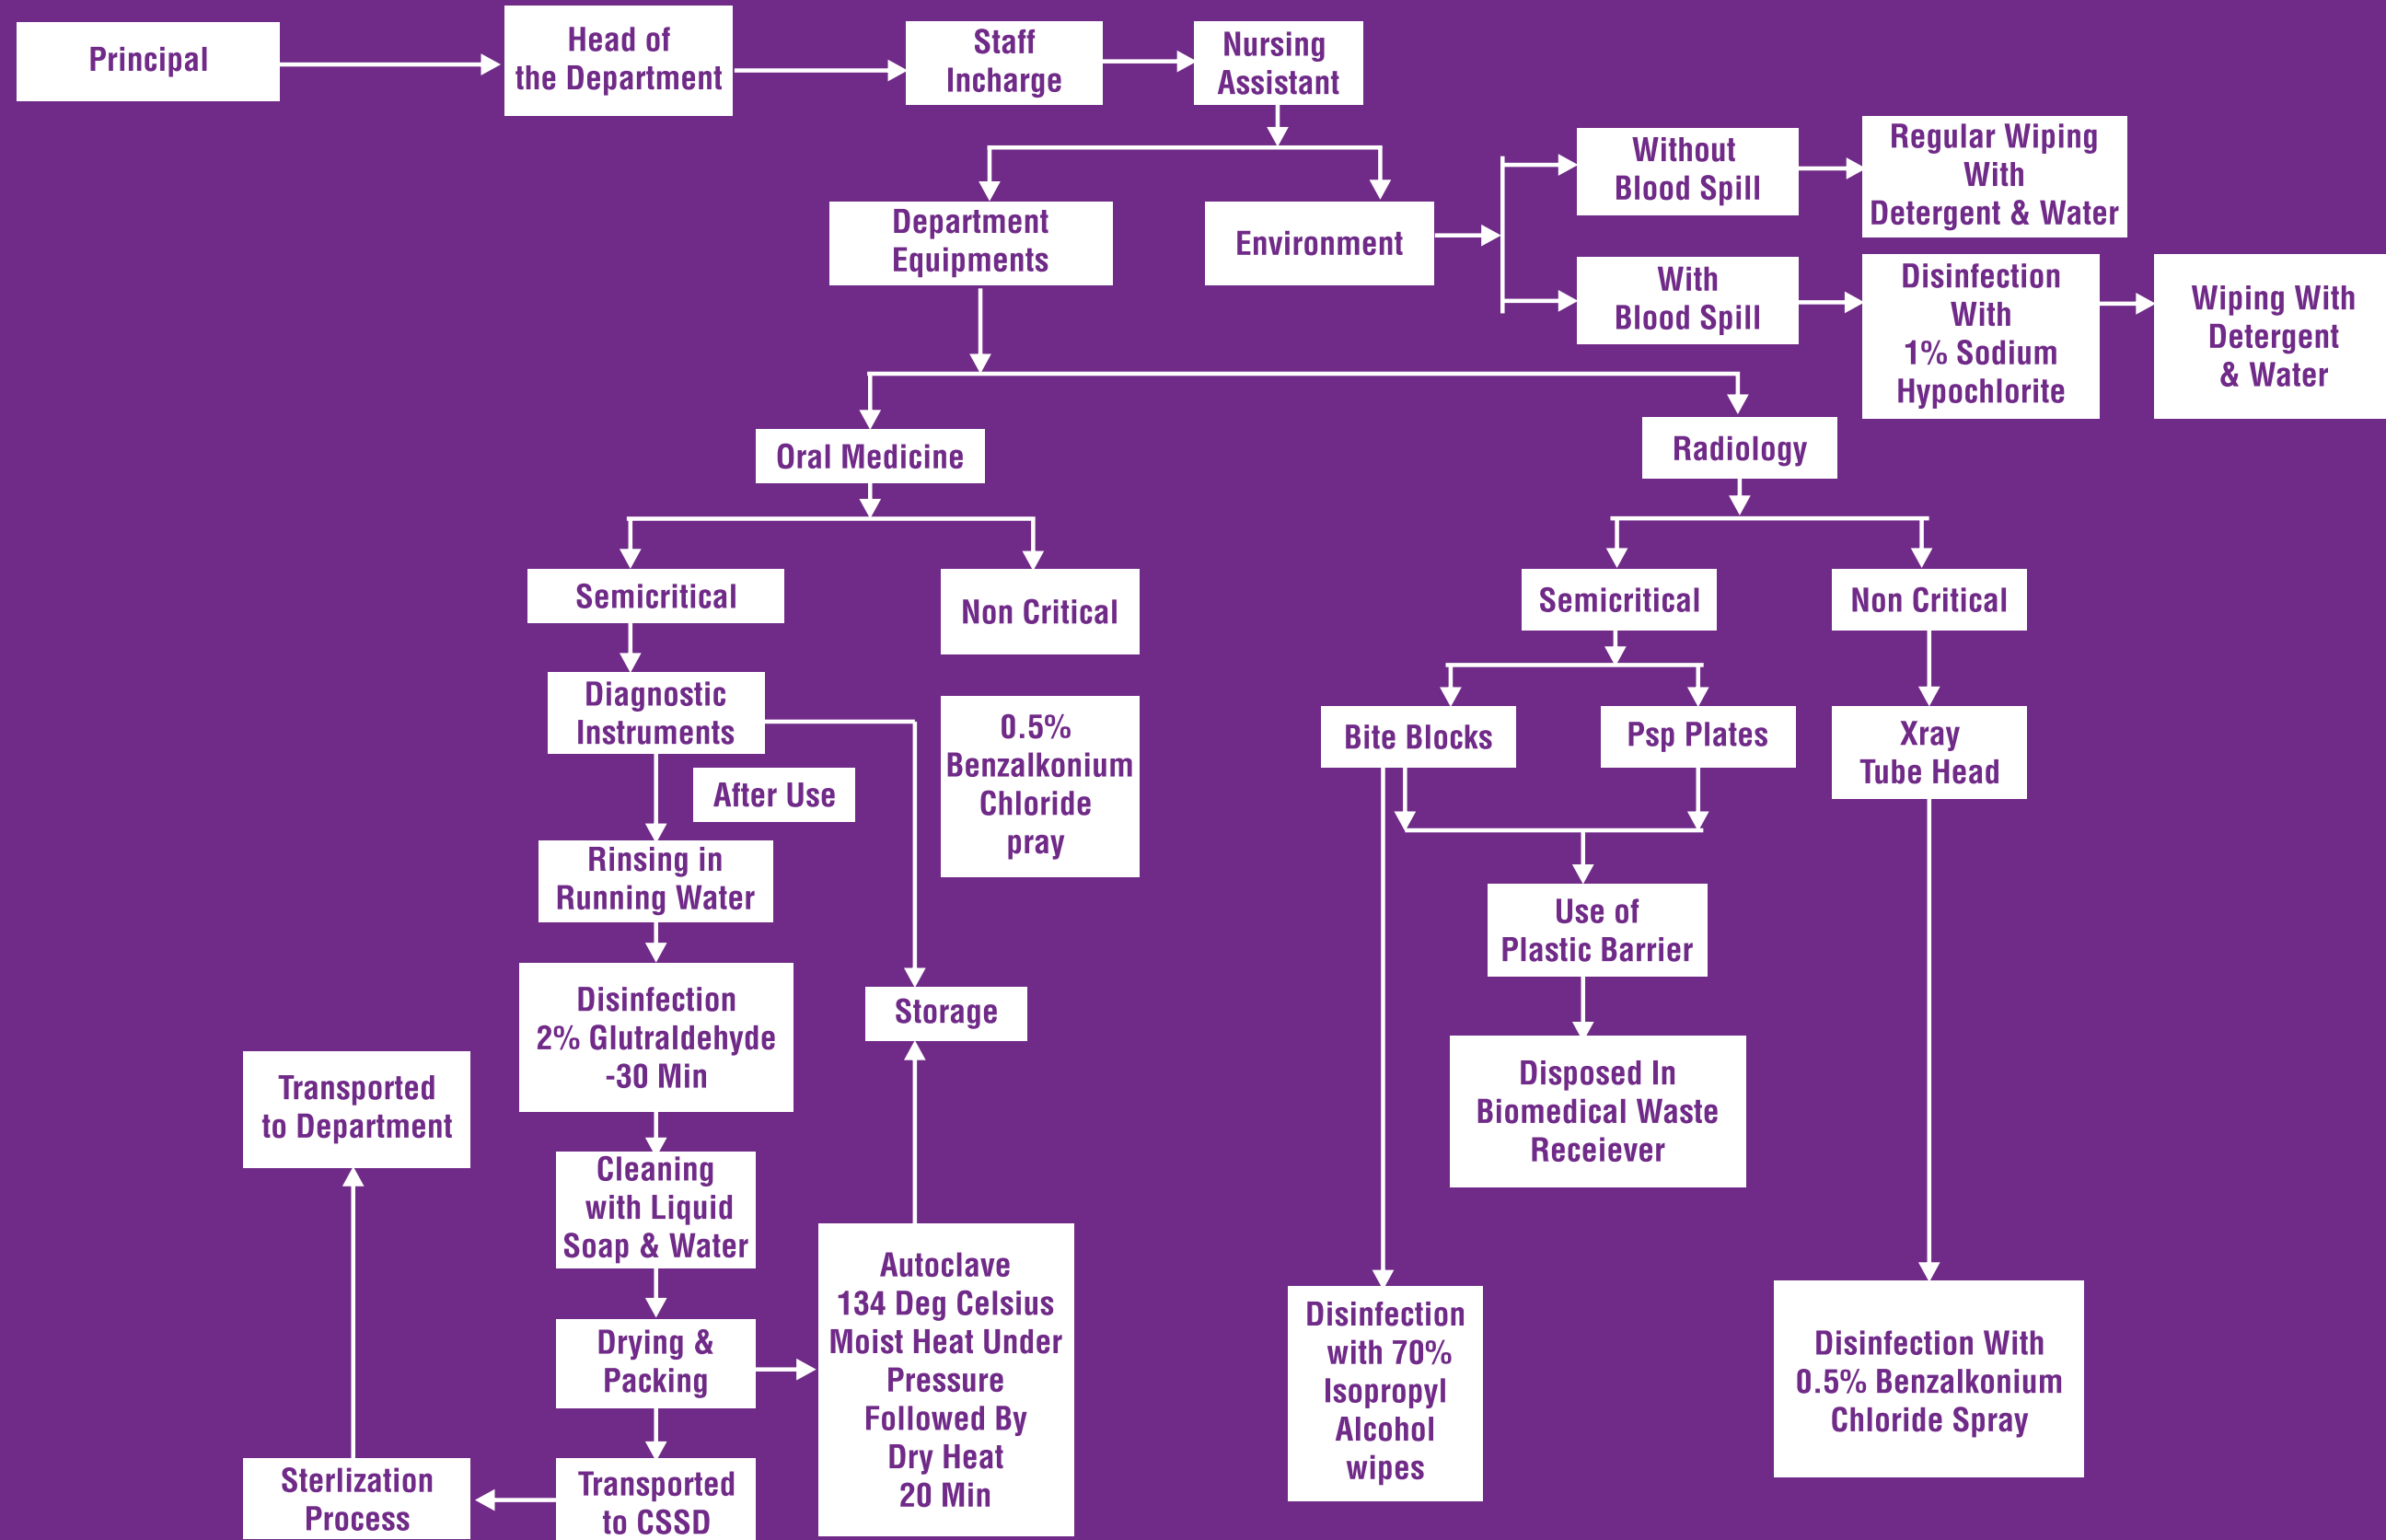 Principal
Head of
the Department
Staff
Incharge
Nursing
Assistant
Without
Blood Spill
Regular Wiping
With
Detergent & Water
Department
Equipments
Environment
With
Blood Spill
Disinfection
With
1% Sodium
Hypochlorite
Wiping With
Detergent
& Water
Oral Medicine
Radiology
Semicritical
Non Critical
Semicritical
Non Critical
Diagnostic
Instruments
0.5%
Benzalkonium
Chloride
pray
Bite Blocks
Psp Plates
Xray
Tube Head
After Use
Rinsing in
Running Water
Use of
Plastic Barrier
Disinfection
2% Glutraldehyde
-30 Min
Storage
Transported
to Department
Disposed In
Biomedical Waste
Receiever
Cleaning
with Liquid
Soap & Water
Autoclave
134 Deg Celsius
Moist Heat Under
Pressure
Followed By
Dry Heat
20 Min
Drying &
Packing
Disinfection
with 70%
Isopropyl
Alcohol
wipes
Disinfection With
0.5% Benzalkonium
Chloride Spray
Sterlization
Process
Transported
to CSSD